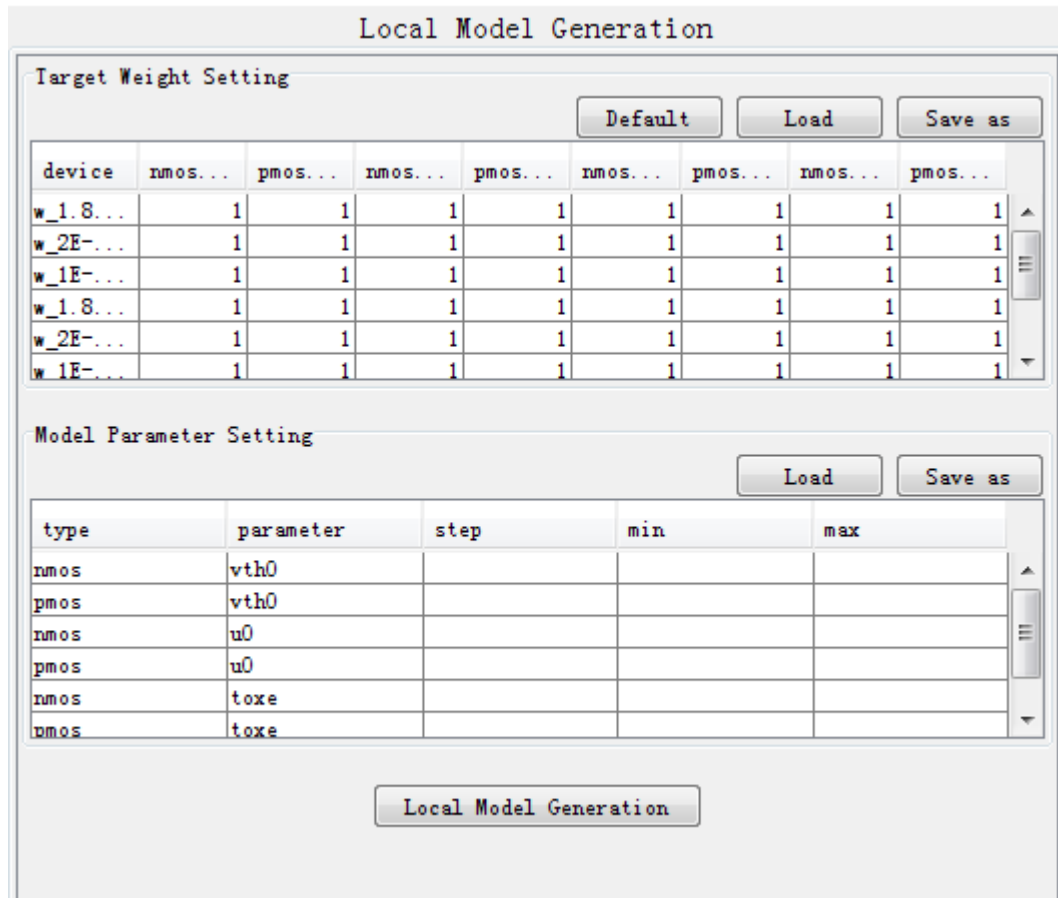 Local Model Generation
Target Weight Setting
Default Load Save as
device nmos... pmos... nmos... pmos... nmos... pmos... nmos... pmos...
w_1.8... 1 1 1 1 1 1 1 1
w_2E-... 1 1 1 1 1 1 1 1
w_1E-... 1 1 1 1 1 1 1 1
w_1.8... 1 1 1 1 1 1 1 1
w_2E-... 1 1 1 1 1 1 1 1
w_1E-... 1 1 1 1 1 1 1 1
Model Parameter Setting
Load Save as
type parameter step min max
nmos vth0
pmos vth0
nmos u0
pmos u0
nmos toxe
pmos toxe
Local Model Generation